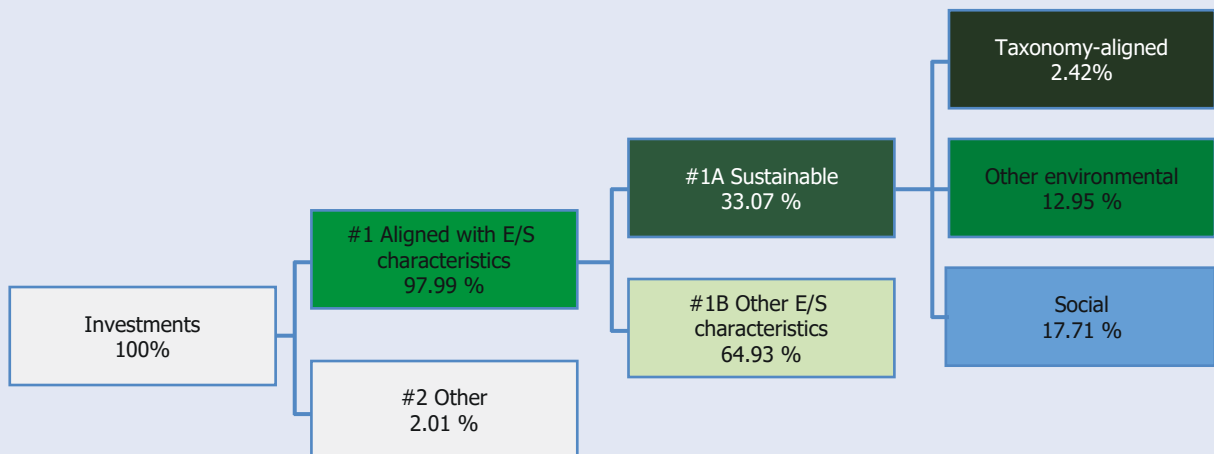 Investments
100%
#1 Aligned with E/S
characteristics
97.99 %
#2 Other
2.01 %
#1A Sustainable
33.07 %
#1B Other E/S
characteristics
64.93 %
Taxonomy-aligned
2.42%
Other environmental
12.95 %
Social
17.71 %